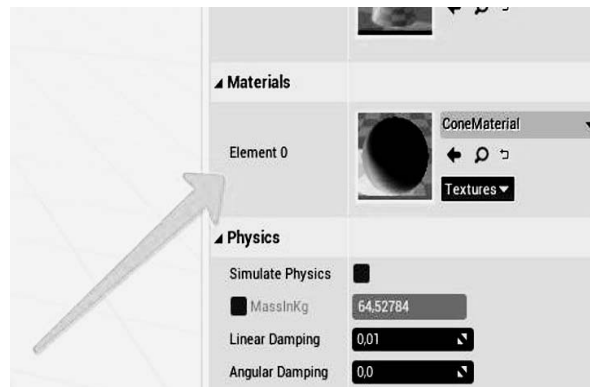 Materials
Element 0
ConeMaterial
Textures
Physics
Simulate Physics
MassInKg 64,52784
Linear Damping 0,01
Angular Damping 0,0